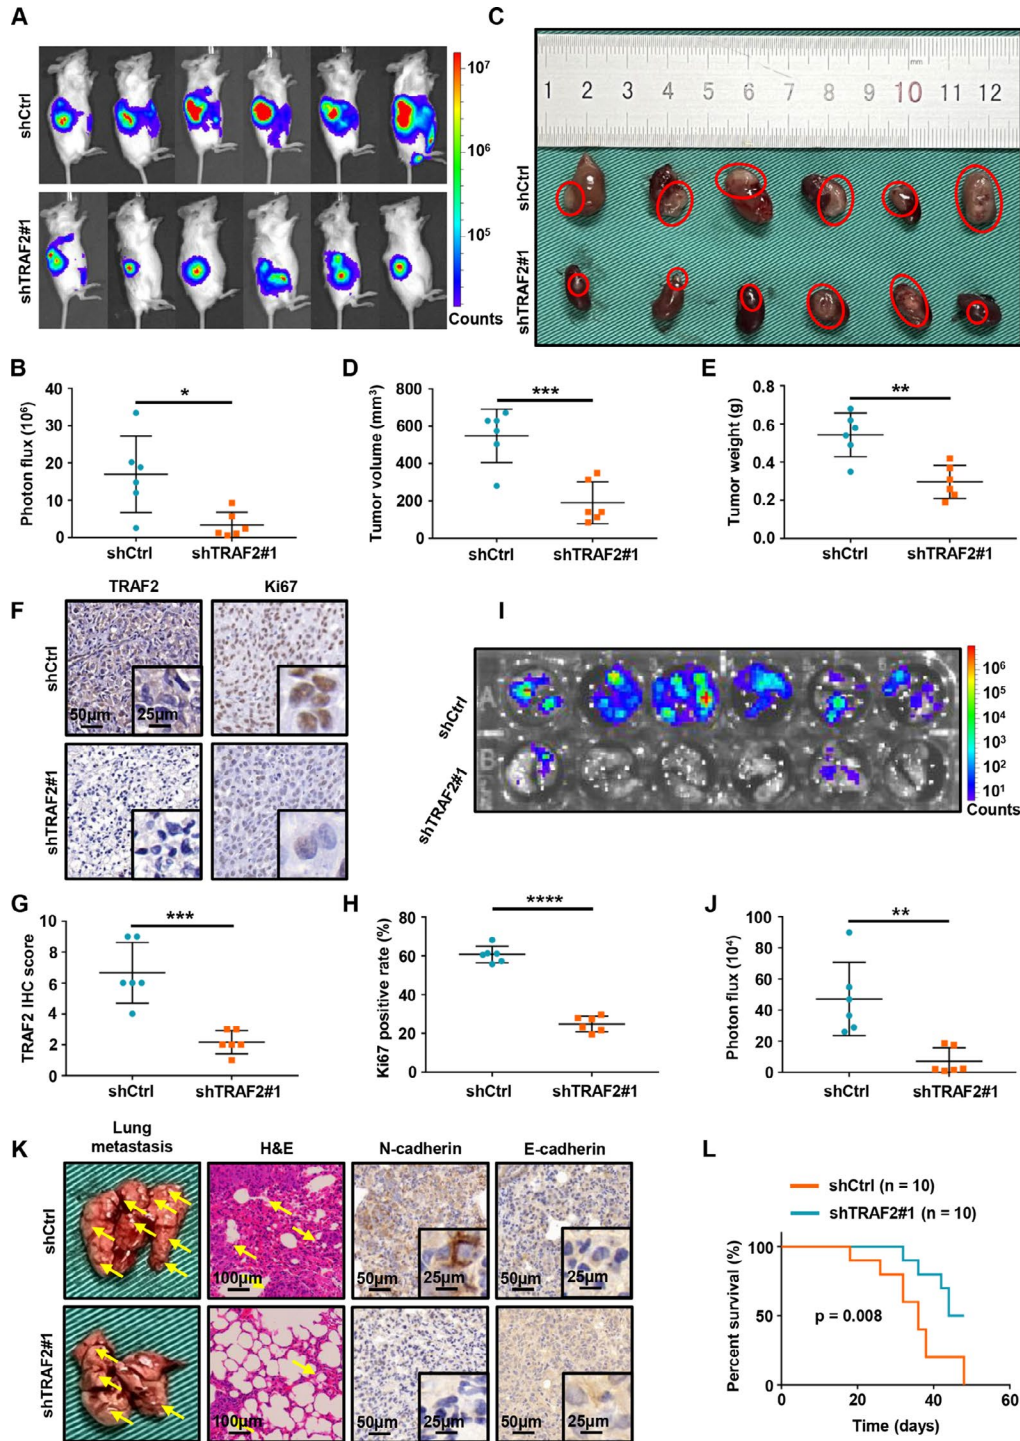 A
shCtrl
shTRAF2#1
10⁷
10⁶
10⁵
Counts
C
mm
1 2 3 4 5 6 7 8 9 10 11 12
shCtrl
shTRAF2#1
B
Photon flux (10⁶)
40
30
20
10
0
*
shCtrl shTRAF2#1
D
Tumor volume (mm³)
800
600
400
200
0
***
shCtrl shTRAF2#1
E
Tumor weight (g)
0.8
0.6
0.4
0.2
0.0
**
shCtrl shTRAF2#1
F
TRAF2 Ki67
shCtrl
50µm 25µm
shTRAF2#1
I
shCtrl
shTRAF2#1
A
B
10⁶
10⁵
10⁴
10³
10²
10¹
Counts
G
TRAF2 IHC score
10
8
6
4
2
0
***
shCtrl shTRAF2#1
H
Ki67 positive rate (%)
80
60
40
20
0
****
shCtrl shTRAF2#1
J
Photon flux (10⁴)
100
80
60
40
20
0
**
shCtrl shTRAF2#1
K
Lung
metastasis
H&E
N-cadherin
E-cadherin
shCtrl
100µm
50µm 25µm
50µm 25µm
shTRAF2#1
100µm
50µm 25µm
50µm 25µm
L
shCtrl (n = 10)
shTRAF2#1 (n = 10)
Percent survival (%)
100
50
0
p = 0.008
0 20 40 60
Time (days)